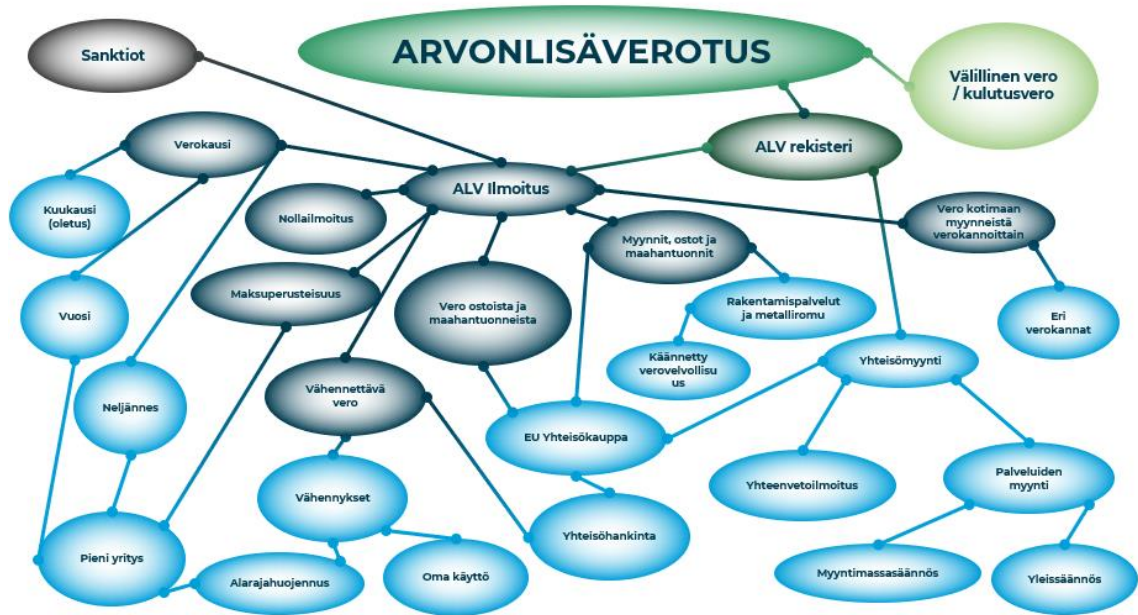 Sanktiot
ARVONLISÄVEROTUS
Välillinen vero
/ kulutusvero
Verokausi
ALV rekisteri
ALV Ilmoitus
Kuukausi
(oletus)
Nollailmoitus
Myynnit, ostot ja
maahantuonnit
Vero kotimaan
myynneistä
verokannoittain
Maksuperusteisuus
Vuosi
Vero ostoista ja
maahantuonneista
Rakentamispalvelut
ja metalliromu
Eri
verokannat
Käännetty
verovelvollisu
us
Yhteisömyynti
Neljännes
Vähennettävä
vero
EU Yhteisökauppa
Vähennykset
Yhteenvetoilmoitus
Palveluiden
myynti
Pieni yritys
Yhteisöhankinta
Alarajahuojennus
Oma käyttö
Myyntimassasäännös
Yleissäännös